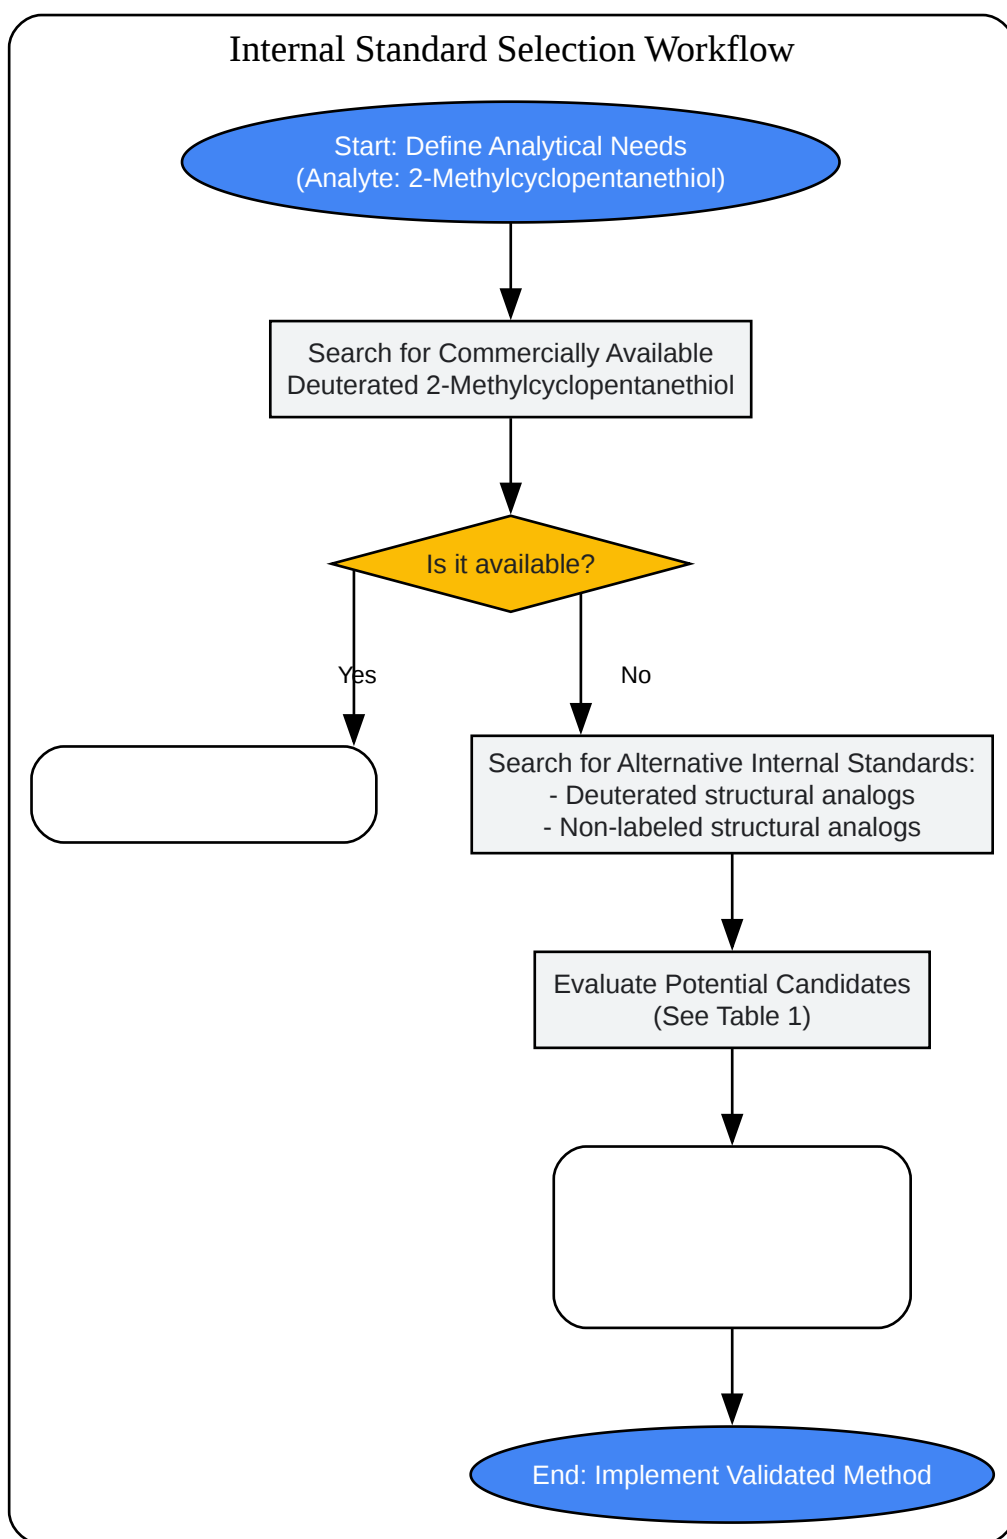 Internal Standard Selection Workflow
Start: Define Analytical Needs
(Analyte: 2-Methylcyclopentanethiol)
Search for Commercially Available
Deuterated 2-Methylcyclopentanethiol
Is it available?
Yes
No
Search for Alternative Internal Standards:
- Deuterated structural analogs
- Non-labeled structural analogs
Evaluate Potential Candidates
(See Table 1)
End: Implement Validated Method